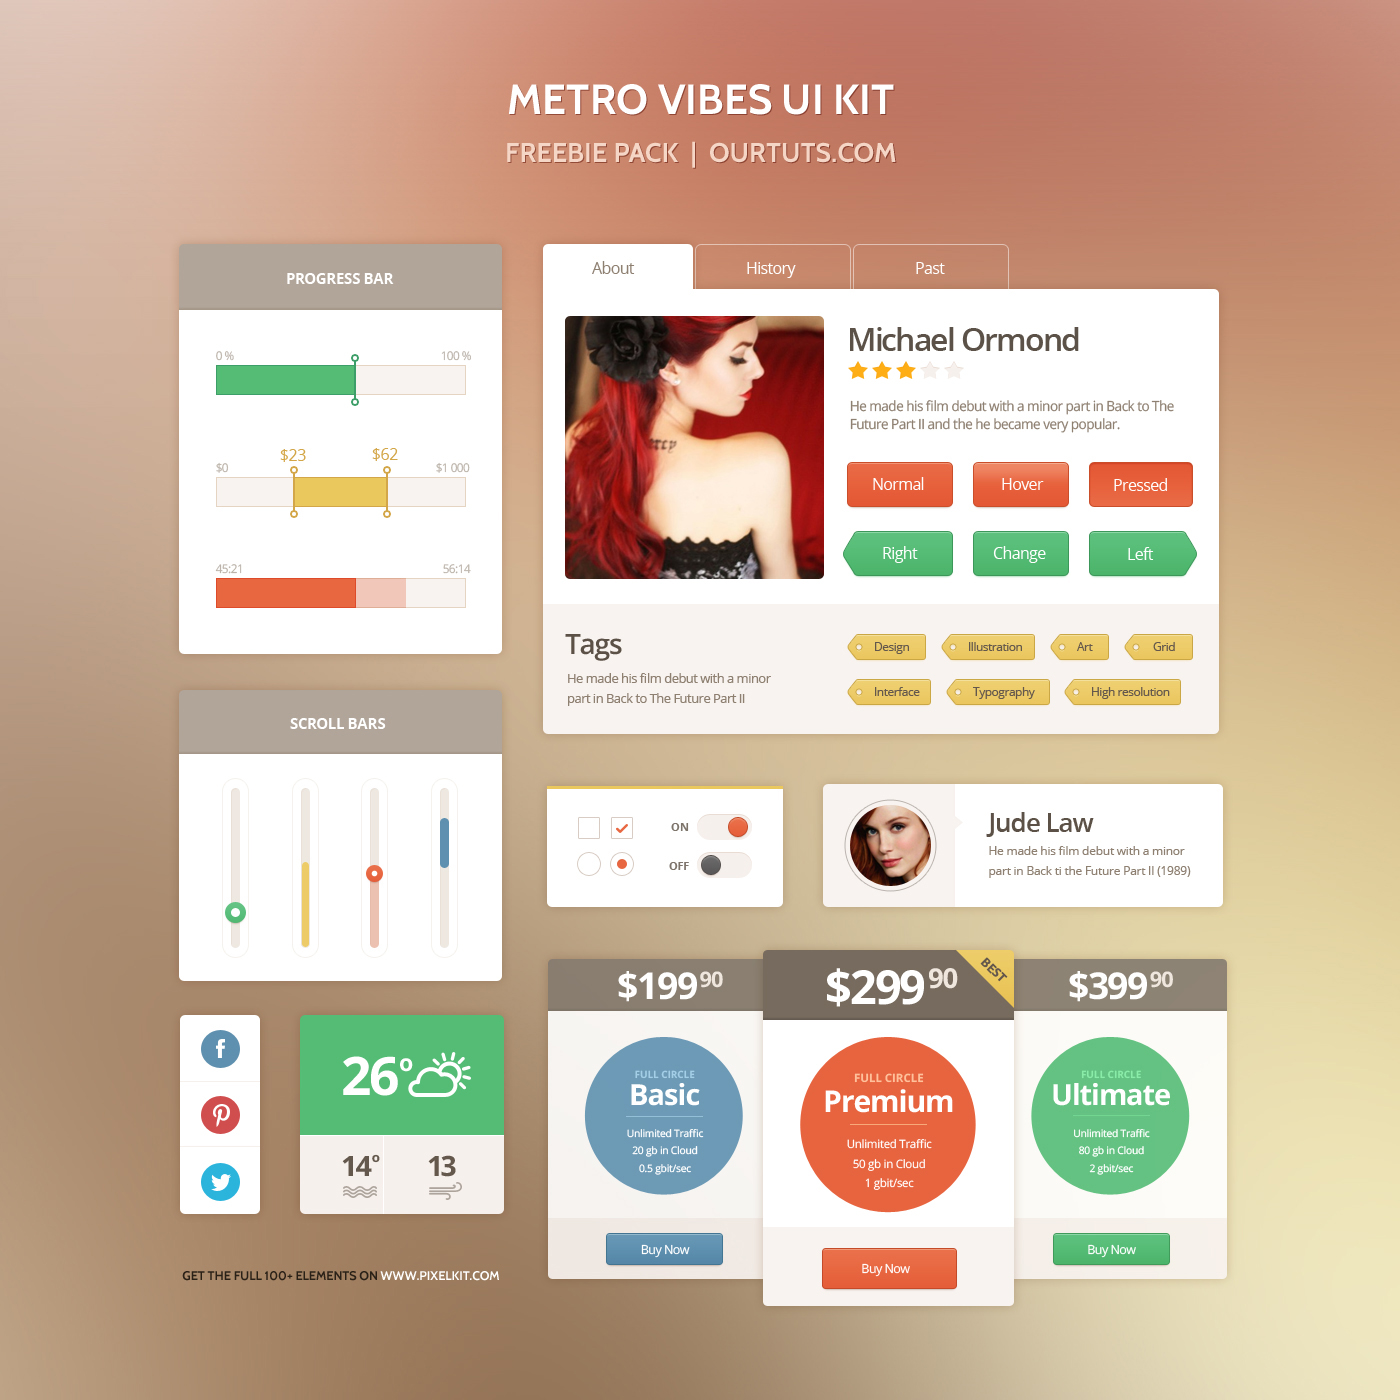 METRO VIBES UI KIT
FREEBIE PACK | OURTUTS.COM
PROGRESS BAR
0 % 100 %
$23 $62
$0 $1 000
45:21 56:14
About History Past
Michael Ormond
He made his film debut with a minor part in Back to The
Future Part II and the he became very popular.
Normal Hover Pressed
Right Change Left
Tags
He made his film debut with a minor
part in Back to The Future Part II
Design Illustration Art Grid
Interface Typography High resolution
SCROLL BARS
ON
OFF
Jude Law
He made his film debut with a minor
part in Back ti the Future Part II (1989)
26°
14° 13
GET THE FULL 100+ ELEMENTS ON WWW.PIXELKIT.COM
$199 90
FULL CIRCLE
Basic
Unlimited Traffic
20 gb in Cloud
0.5 gbit/sec
Buy Now
$299 90
BEST
FULL CIRCLE
Premium
Unlimited Traffic
50 gb in Cloud
1 gbit/sec
Buy Now
$399 90
FULL CIRCLE
Ultimate
Unlimited Traffic
80 gb in Cloud
2 gbit/sec
Buy Now